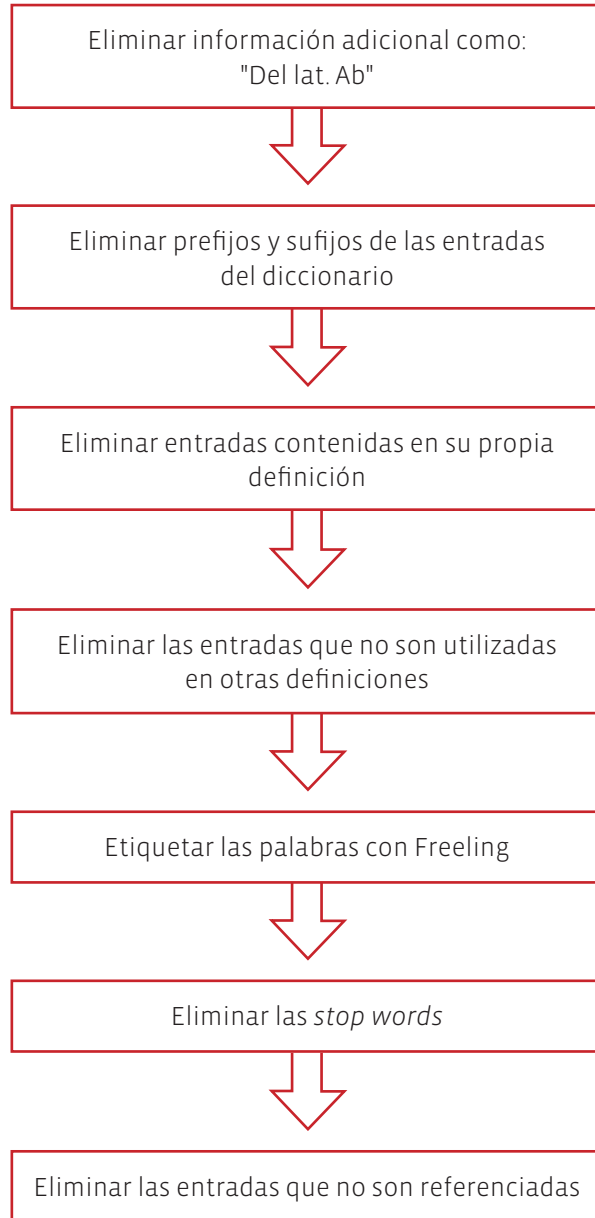 Eliminar información adicional como:
"Del lat. Ab"
Eliminar prefijos y sufijos de las entradas
del diccionario
Eliminar entradas contenidas en su propia
definición
Eliminar las entradas que no son utilizadas
en otras definiciones
Etiquetar las palabras con Freeling
Eliminar las stop words
Eliminar las entradas que no son referenciadas